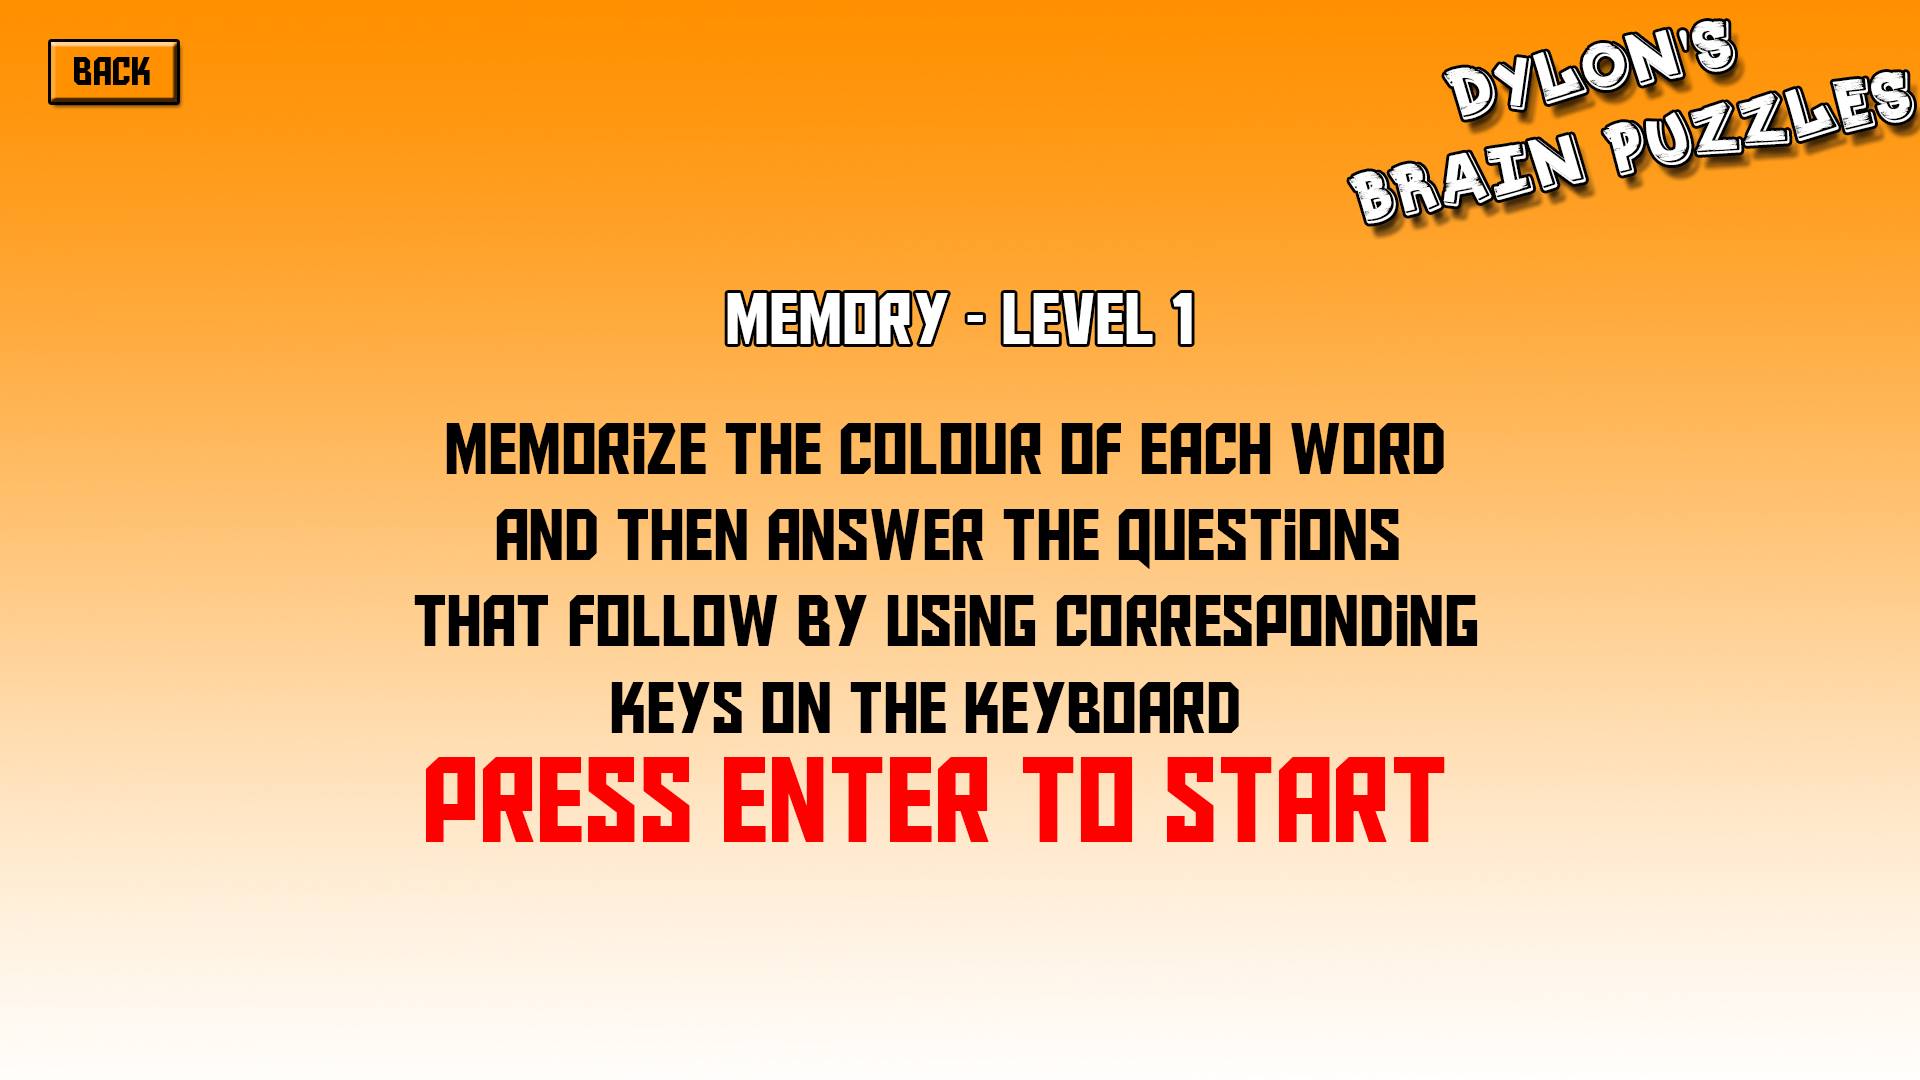 BACK
DYLON'S
BRAIN PUZZLES
MEMORY - LEVEL 1
MEMORiZE THE COLOUR OF EACH WORD
AND THEN ANSWER THE QUESTiONS
THAT FOLLOW BY USiNG CORRESPONDiNG
KEYS ON THE KEYBOARD
PRESS ENTER TO START